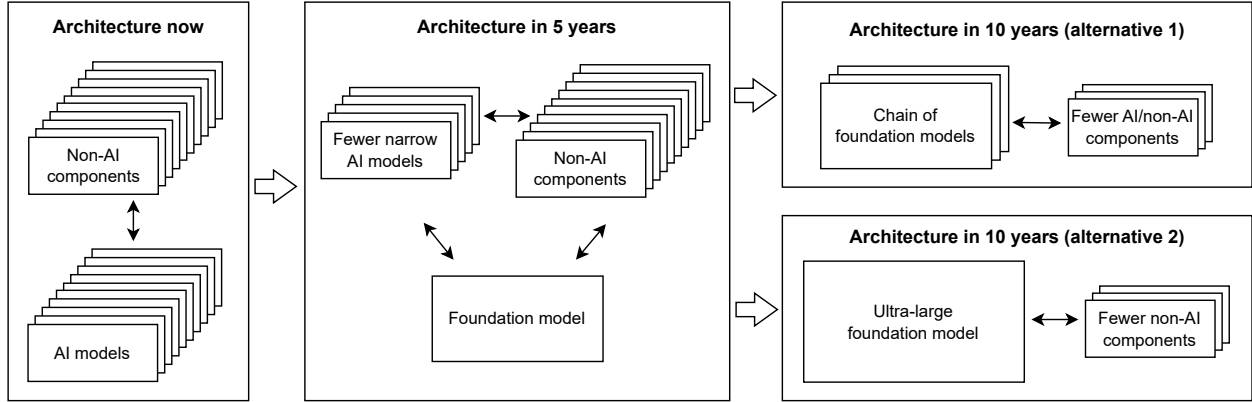 Architecture now
Non-AI
components
AI models
Architecture in 5 years
Fewer narrow
AI models
Non-AI
components
Foundation model
Architecture in 10 years (alternative 1)
Chain of
foundation models
Fewer AI/non-AI
components
Architecture in 10 years (alternative 2)
Ultra-large
foundation model
Fewer non-AI
components